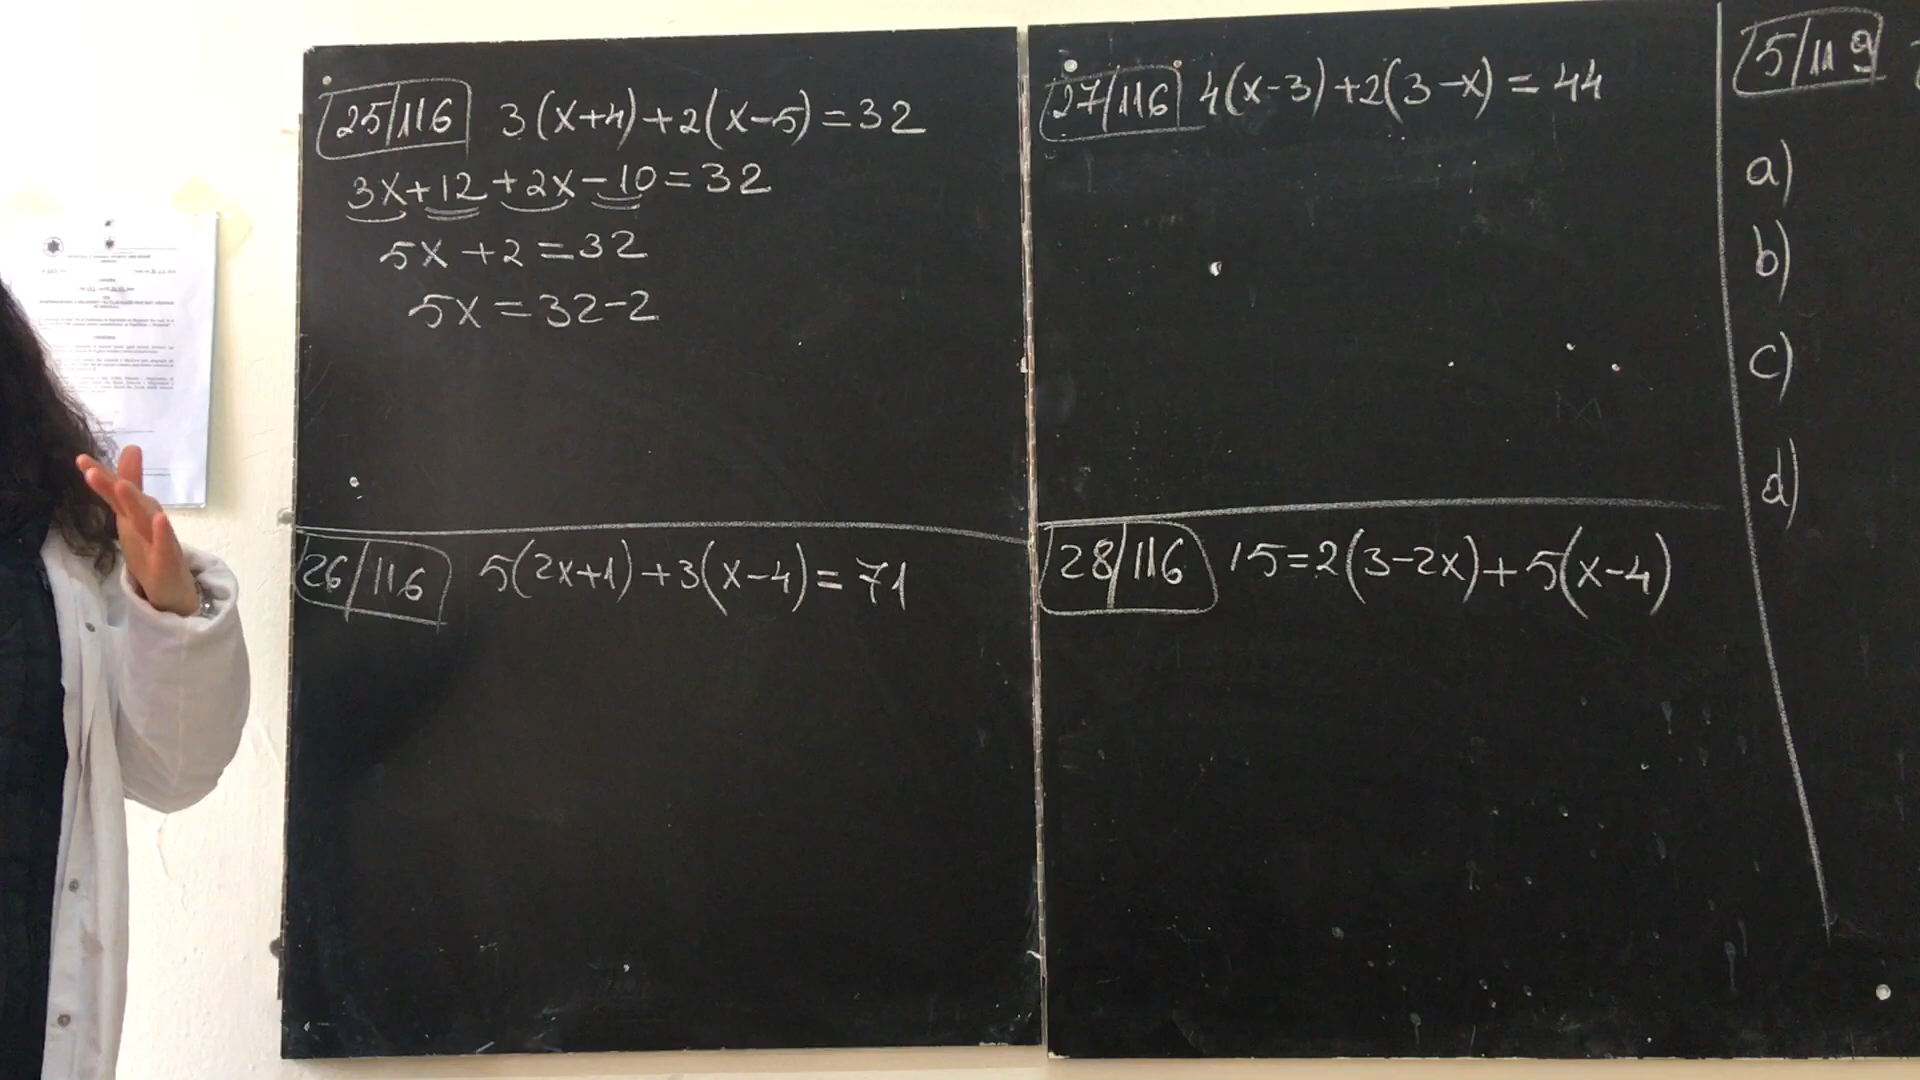 25/116 3(x+4)+2(x-5)=32
3x+12+2x-10=32
5x+2=32
5x=32-2
26/116 5(2x+1)+3(x-4)=71
27/116 4(x-3)+2(3-x)=44
28/116 15=2(3-2x)+5(x-4)
5/119
a)
b)
c)
d)